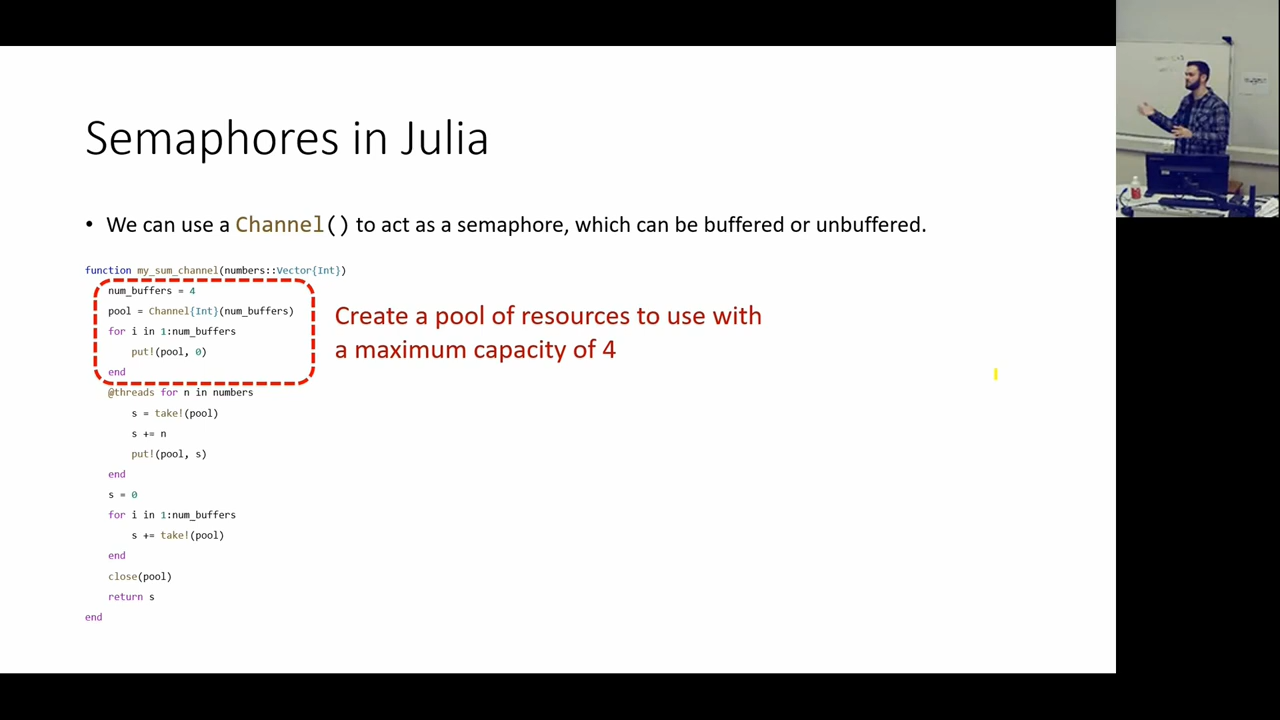 Semaphores in Julia
• We can use a Channel() to act as a semaphore, which can be buffered or unbuffered.
function my_sum_channel(numbers::Vector{Int})
num_buffers = 4
pool = Channel{Int}(num_buffers)
for i in 1:num_buffers
put!(pool, 0)
end
Create a pool of resources to use with
a maximum capacity of 4
@threads for n in numbers
s = take!(pool)
s += n
put!(pool, s)
end
s = 0
for i in 1:num_buffers
s += take!(pool)
end
close(pool)
return s
end